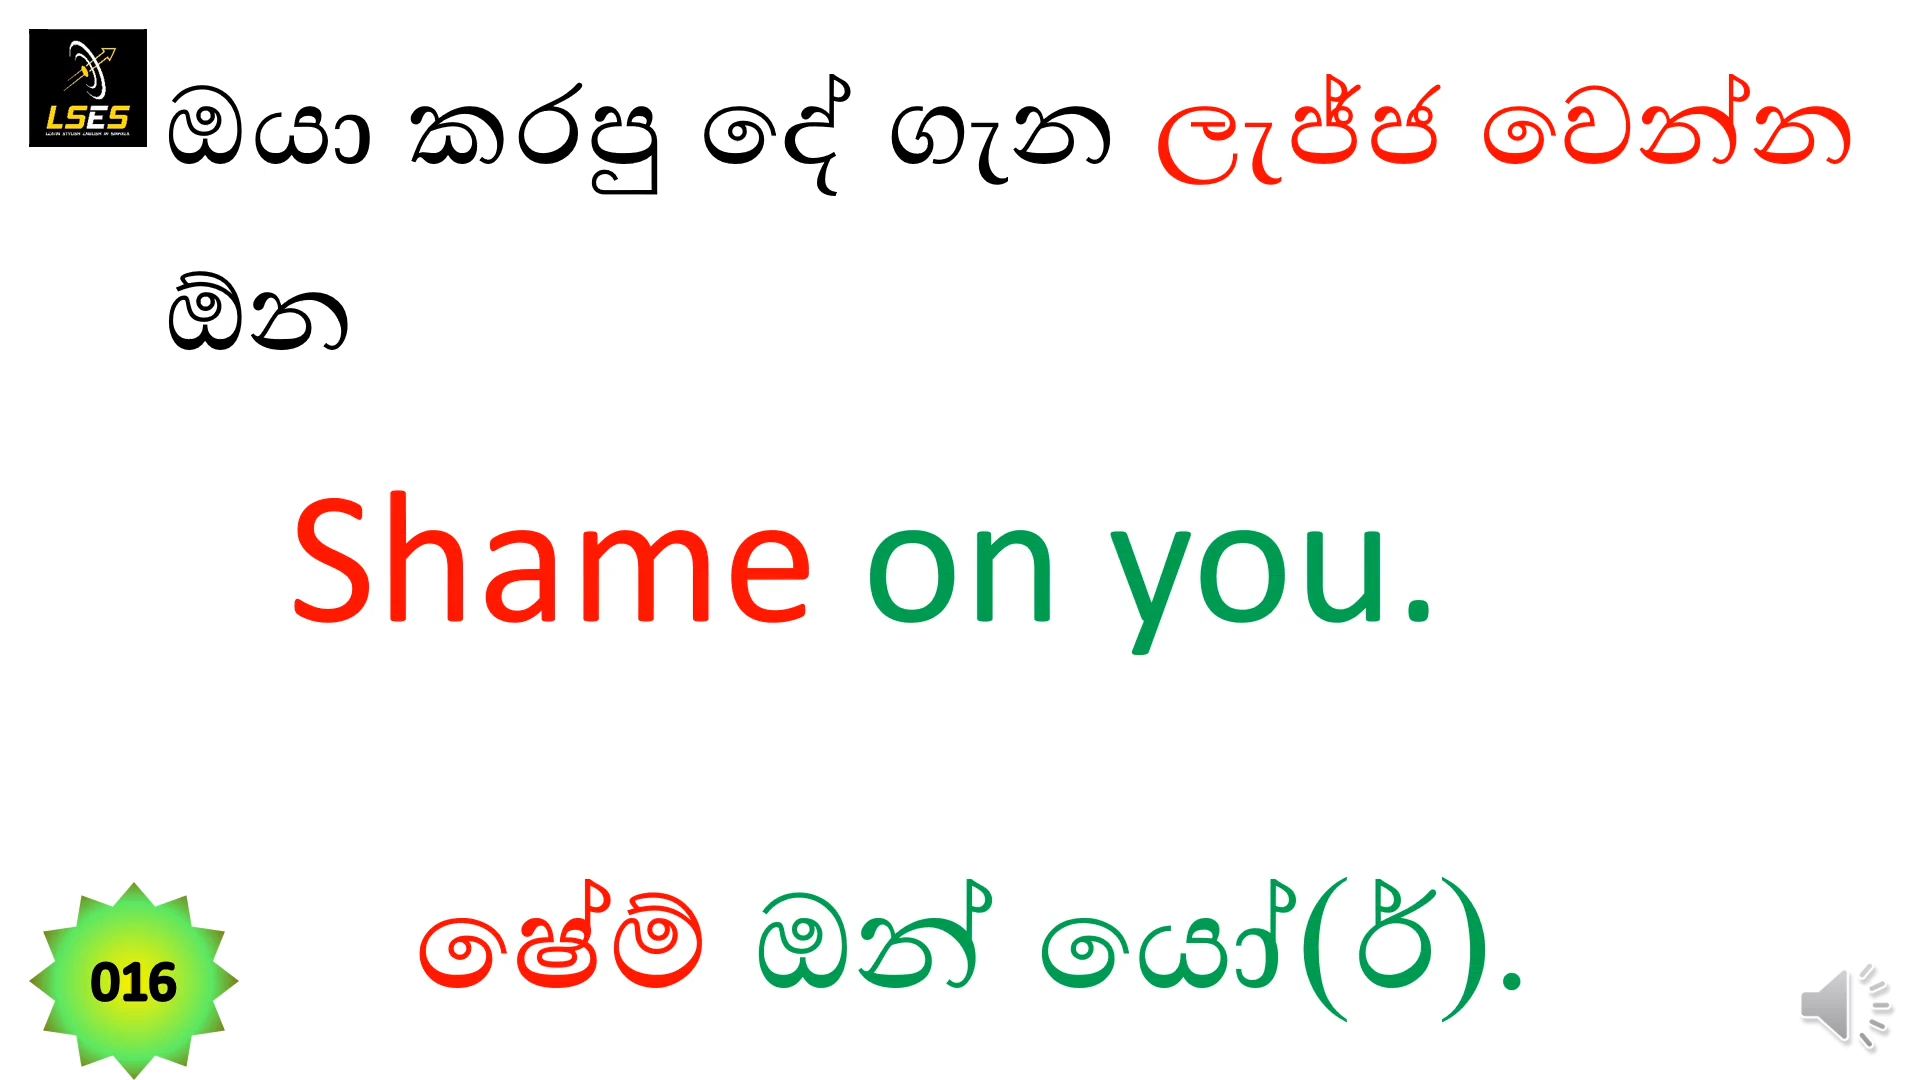 LSES
ඔයා කරපු දේ ගැන ලැජ්ජ වෙන්න
ඕන
Shame on you.
ෂේම් ඔන් යෝ(ර්).
016